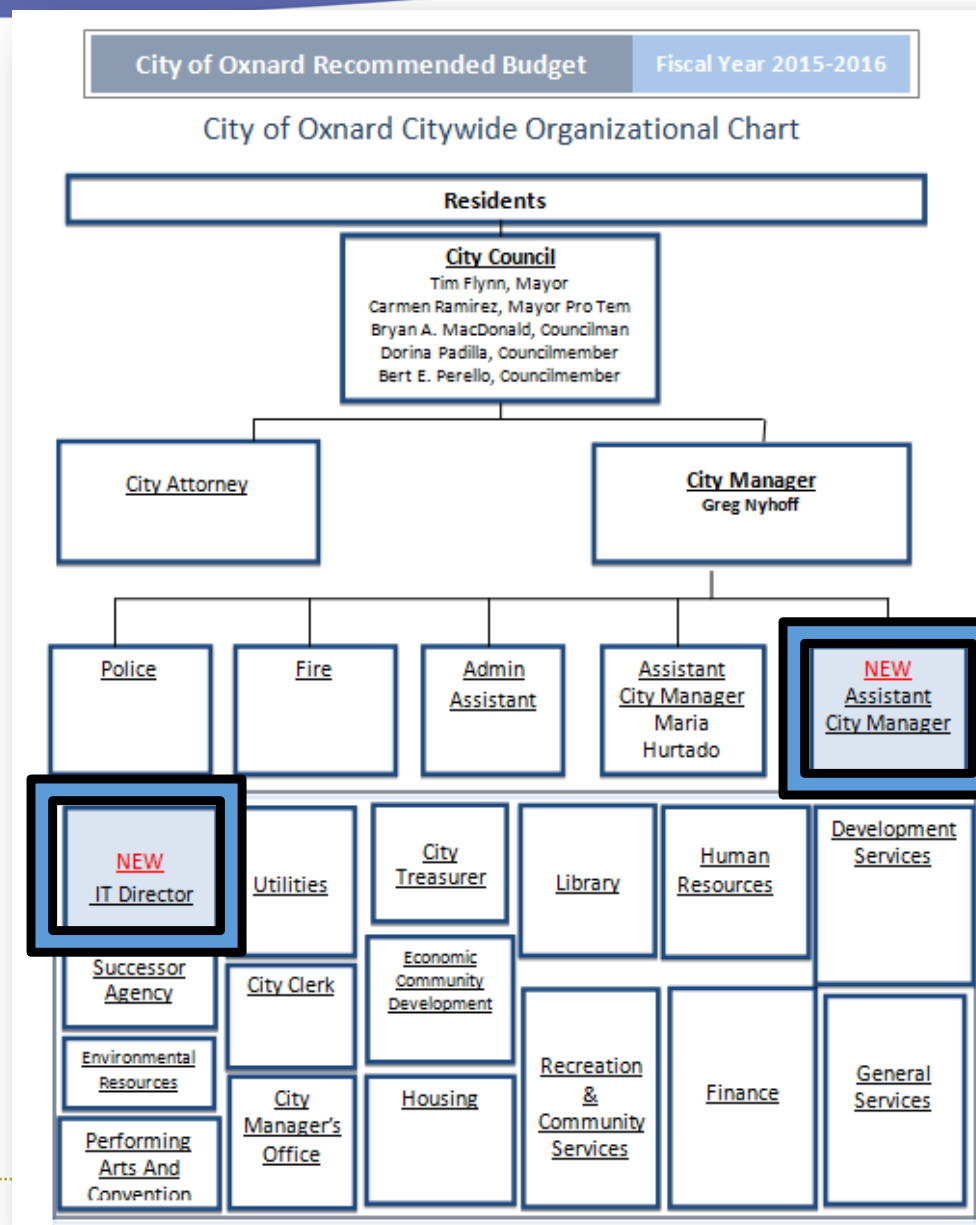 City of Oxnard Recommended Budget
Fiscal Year 2015-2016
City of Oxnard Citywide Organizational Chart
Residents
City Council
Tim Flynn, Mayor
Carmen Ramirez, Mayor Pro Tem
Bryan A. MacDonald, Councilman
Dorina Padilla, Councilmember
Bert E. Perello, Councilmember
City Attorney
City Manager
Greg Nyhoff
Police
Fire
Admin
Assistant
Assistant
City Manager
Maria
Hurtado
NEW
Assistant
City Manager
NEW
IT Director
Utilities
City
Treasurer
Library
Human
Resources
Development
Services
Successor
Agency
City Clerk
Economic
Community
Development
Environmental
Resources
City
Manager's
Office
Housing
Recreation
&
Community
Services
Finance
General
Services
Performing
Arts And
Convention